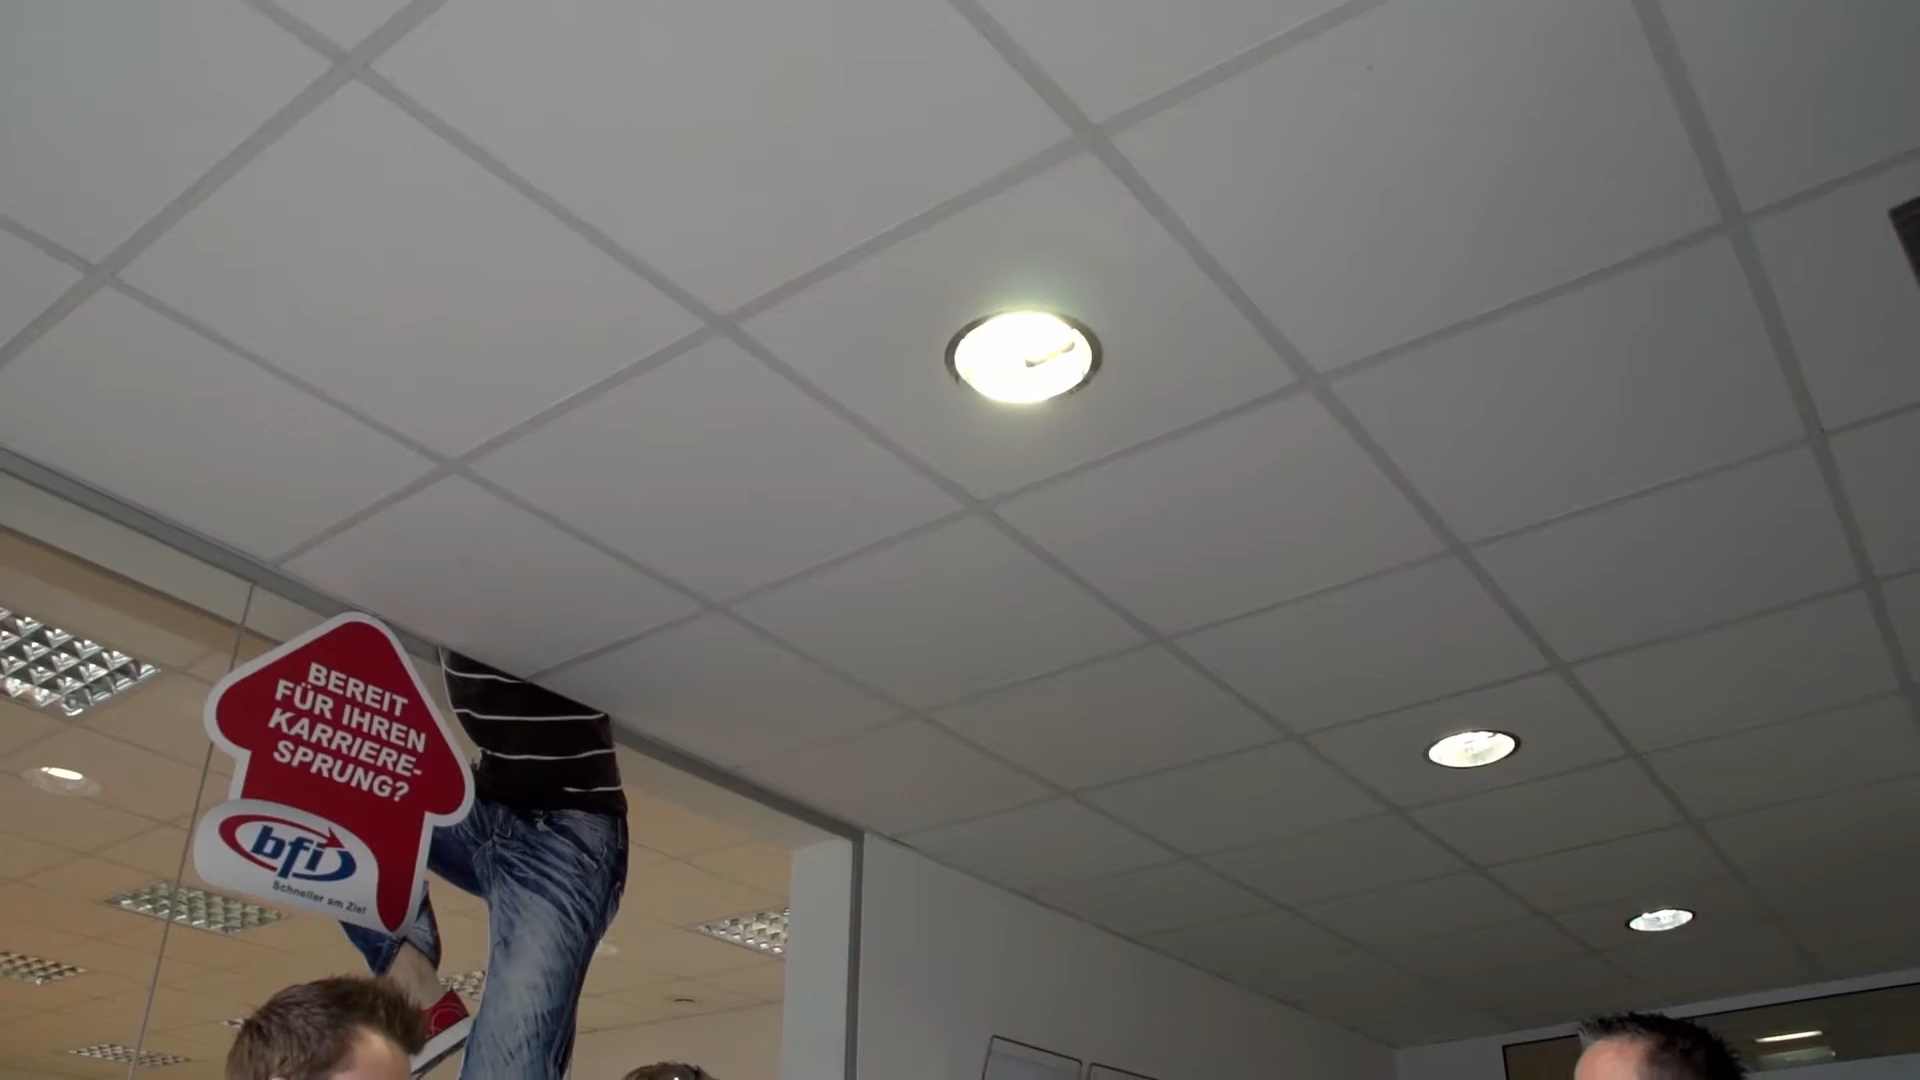 BEREIT
FÜR IHREN
KARRIERE-
SPRUNG?
bfi
Schneller am Ziel